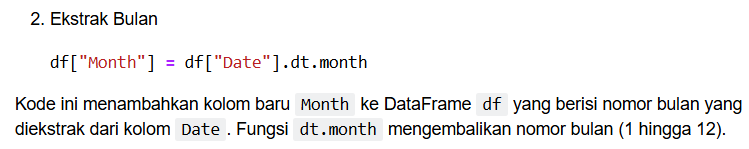 2. Ekstrak Bulan
df["Month"] = df["Date"].dt.month
Kode ini menambahkan kolom baru Month ke DataFrame df yang berisi nomor bulan yang
diekstrak dari kolom Date . Fungsi dt.month mengembalikan nomor bulan (1 hingga 12).